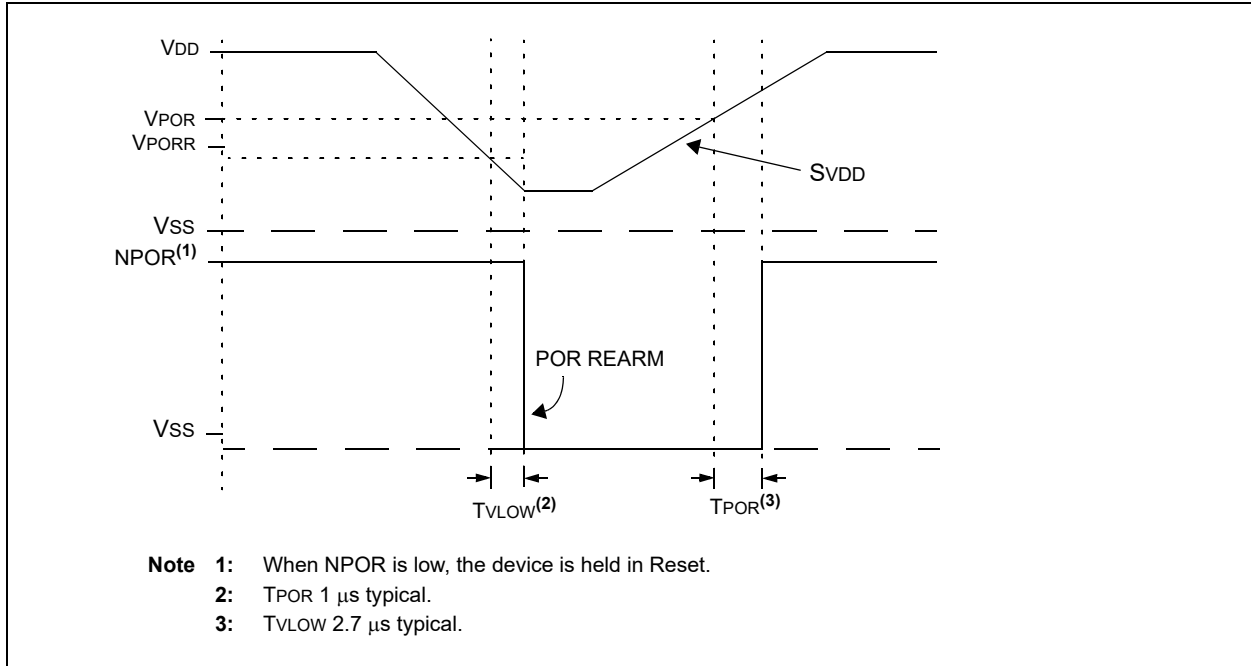 VDD
VPOR
VPORR
SVDD
VSS
NPOR(1)
POR REARM
VSS
TVLOW(2)
TPOR(3)
Note 1: When NPOR is low, the device is held in Reset.
2: TPOR 1 μs typical.
3: TVLOW 2.7 μs typical.